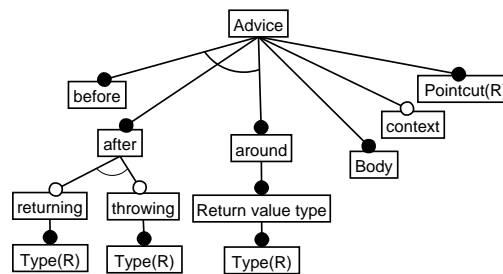 Advice
before
Pointcut(R)
context
after
around
Body
returning
throwing
Return value type
Type(R)
Type(R)
Type(R)